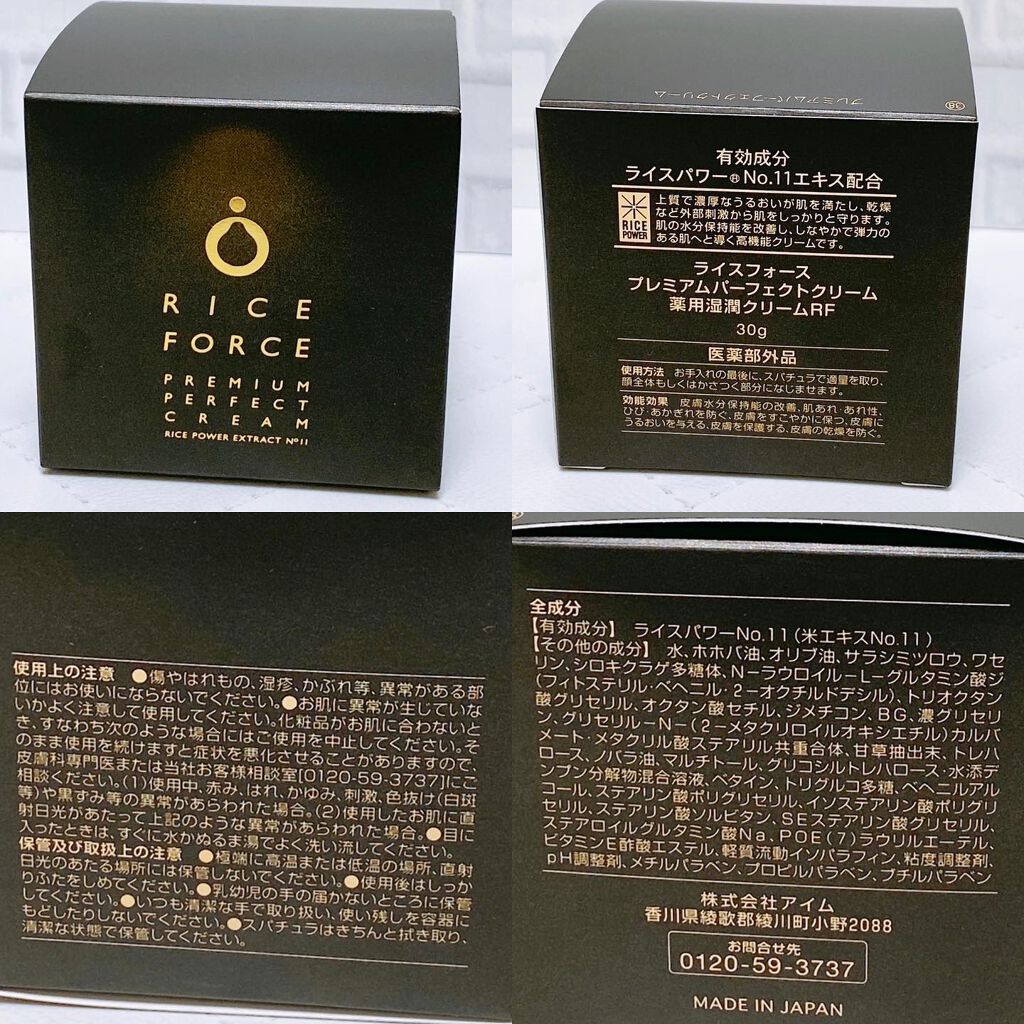 RICE
FORCE
PREMIUM
PERFECT
CREAM
RICE POWER EXTRACT Nº11
プレミアムパーフェクトクリーム
38
有効成分
ライスパワー®No.11エキス配合
RICE
POWER
上質で濃厚なうるおいが肌を満たし、乾燥
など外部刺激から肌をしっかりと守ります。
肌の水分保持能を改善し、しなやかで弾力の
ある肌へと導く高機能クリームです。
ライスフォース
プレミアムパーフェクトクリーム
薬用湿潤クリームRF
30g
医薬部外品
使用方法 お手入れの最後に、スパチュラで適量を取り、
顔全体もしくはかさつく部分になじませます。
効能効果 皮膚水分保持能の改善、肌あれ・あれ性、
ひび・あかぎれを防ぐ、皮膚をすこやかに保つ、皮膚に
うるおいを与える、皮膚を保護する、皮膚の乾燥を防ぐ。
使用上の注意 ●傷やはれもの、湿疹、かぶれ等、異常がある部
位にはお使いにならないでください。●お肌に異常が生じていな
いかよく注意して使用してください。化粧品がお肌に合わないと
き、すなわち次のような場合にはご使用を中止してください。そ
のまま使用を続けますと症状を悪化させることがありますので、
皮膚科専門医または当社お客様相談室[0120-59-3737]にご
相談ください。(1)使用中、赤み、はれ、かゆみ、刺激、色抜け(白斑
等)や黒ずみ等の異常があらわれた場合。(2)使用したお肌に直
射日光があたって上記のような異常があらわれた場合。●目に
入ったときは、すぐに水かぬるま湯でよく洗い流してください。
保管及び取扱上の注意 ●極端に高温または低温の場所、直射
日光のあたる場所には保管しないでください。●使用後はしっか
りふたをしめてください。●乳幼児の手の届かないところに保管
してください。●いつも清潔な手で取り扱い、使い残しを容器に
もどしたりしないでください。●スパチュラはきちんと拭き取り、
清潔な状態で保管してください。
全成分
【有効成分】 ライスパワーNo.11(米エキスNo.11)
【その他の成分】 水、ホホバ油、オリブ油、サラシミツロウ、ワセ
リン、シロキクラゲ多糖体、N-ラウロイル-L-グルタミン酸ジ
(フィトステリル・ベヘニル・2-オクチルドデシル)、トリオクタン
酸グリセリル、オクタン酸セチル、ジメチコン、BG、濃グリセリ
ン、グリセリル-N-(2-メタクリロイルオキシエチル)カルバ
メート・メタクリル酸ステアリル共重合体、甘草抽出末、トレハ
ロース、ノバラ油、マルチトール、グリコシルトレハロース・水添デ
ンプン分解物混合溶液、ベタイン、トリグルコ多糖、ベヘニルアル
コール、ステアリン酸ポリグリセリル、イソステアリン酸ポリグリ
セリル、ステアリン酸ソルビタン、SEステアリン酸グリセリル、
ステアロイルグルタミン酸Na、POE(7)ラウリルエーテル、
ビタミンE酢酸エステル、軽質流動イソパラフィン、粘度調整剤、
pH調整剤、メチルパラベン、プロピルパラベン、ブチルパラベン
株式会社アイム
香川県綾歌郡綾川町小野2088
お問合せ先
0120-59-3737
MADE IN JAPAN